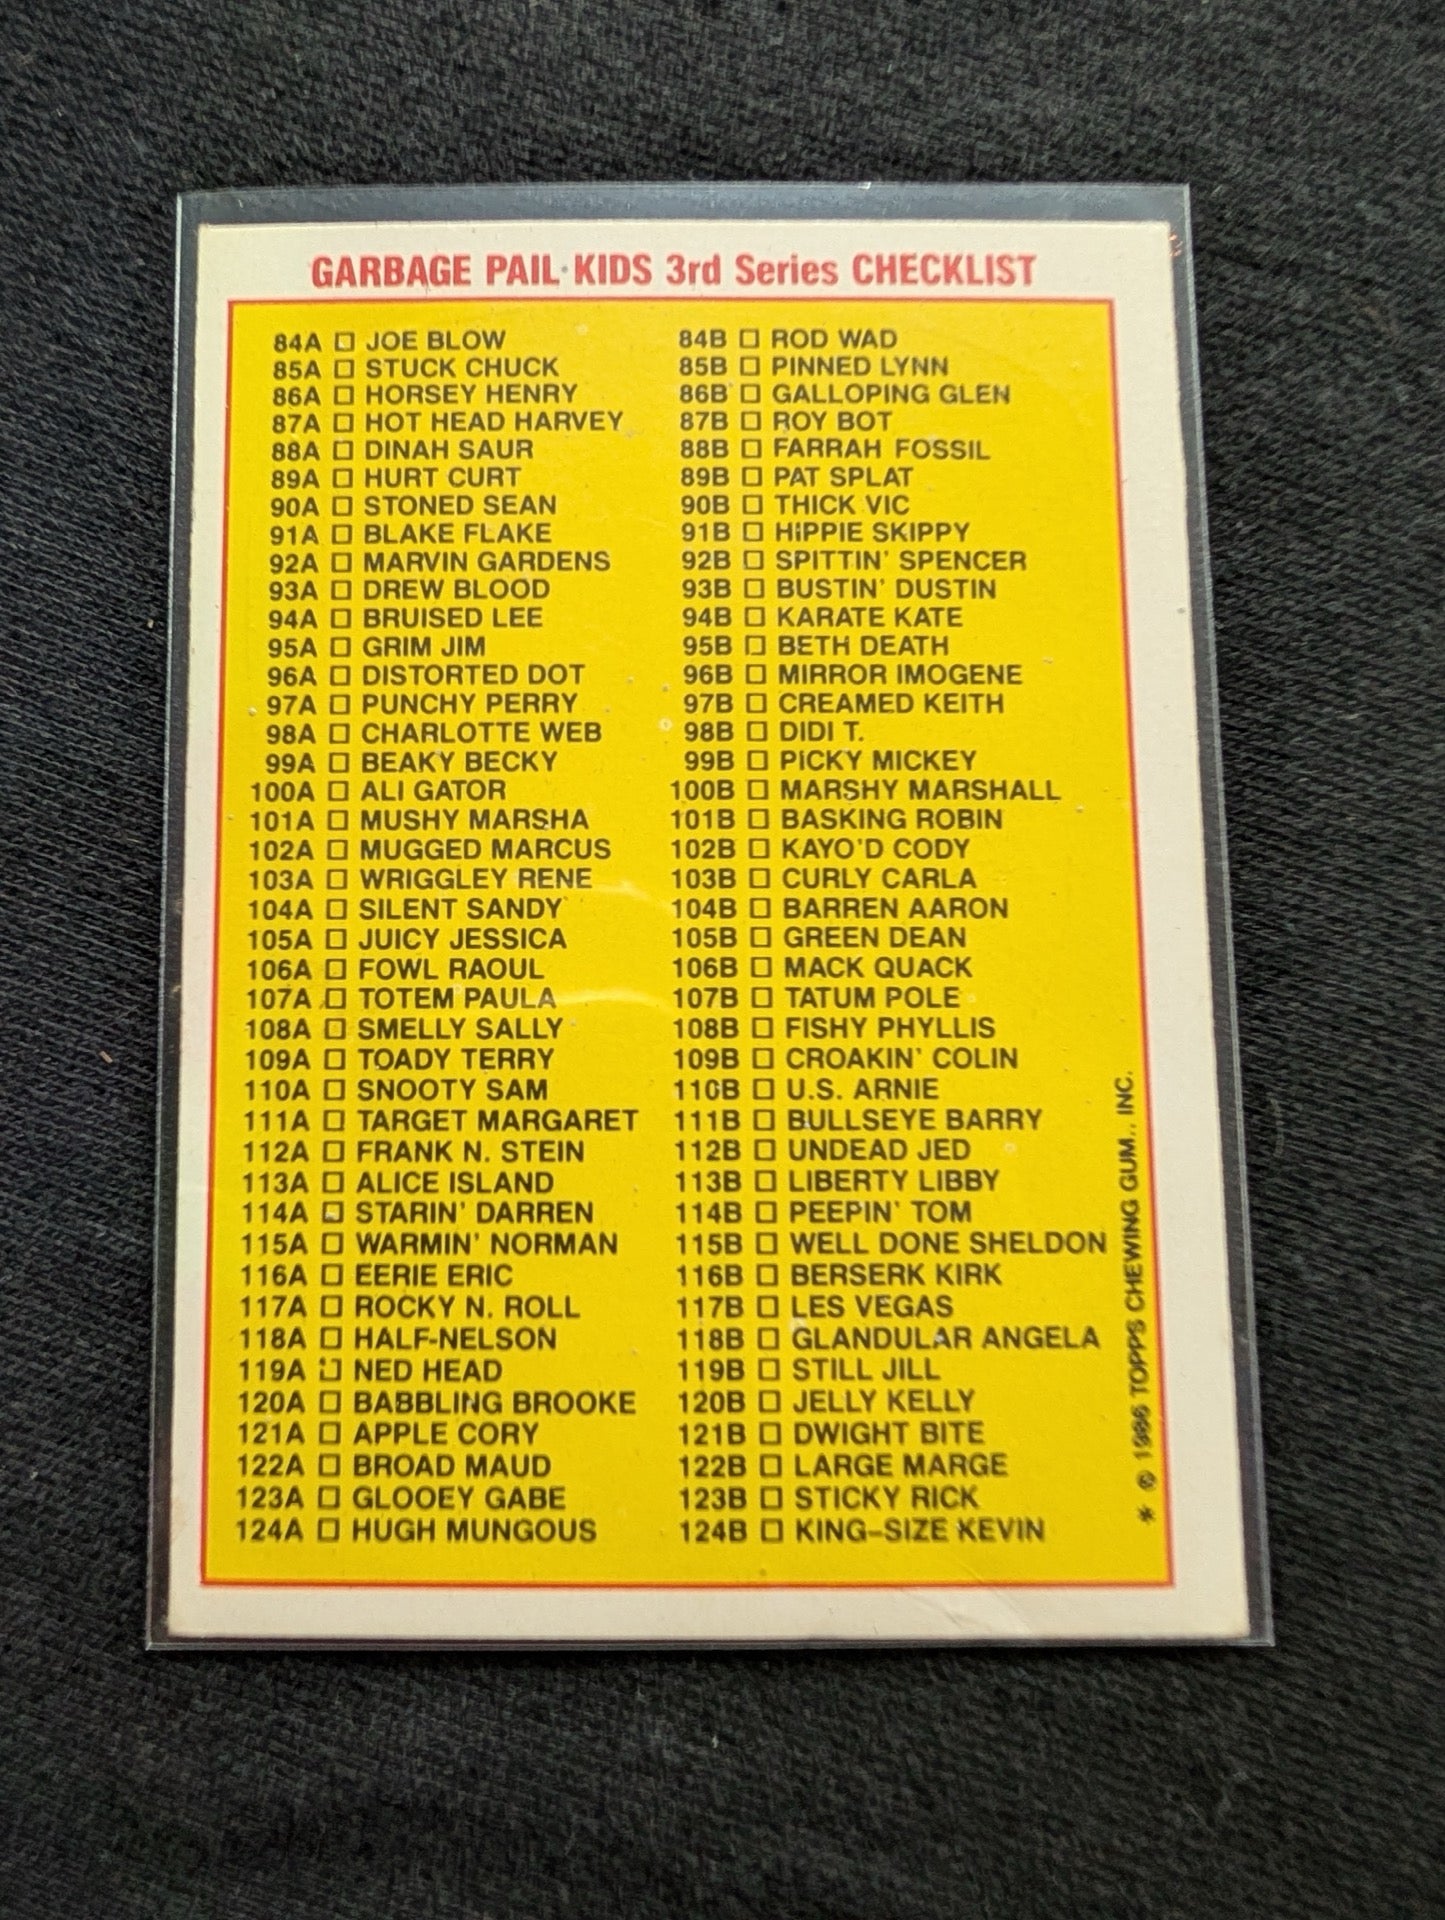 GARBAGE PAIL KIDS 3rd Series CHECKLIST
84A JOE BLOW
85A STUCK CHUCK
86A HORSEY HENRY
87A HOT HEAD HARVEY
88A DINAH SAUR
89A HURT CURT
90A STONED SEAN
91A BLAKE FLAKE
92A MARVIN GARDENS
93A DREW BLOOD
94A BRUISED LEE
95A GRIM JIM
96A DISTORTED DOT
97A PUNCHY PERRY
98A CHARLOTTE WEB
99A BEAKY BECKY
100A ALI GATOR
101A MUSHY MARSHA
102A MUGGED MARCUS
103A WRIGGLEY RENE
104A SILENT SANDY
105A JUICY JESSICA
106A FOWL RAOUL
107A TOTEM PAULA
108A SMELLY SALLY
109A TOADY TERRY
110A SNOOTY SAM
111A TARGET MARGARET
112A FRANK N. STEIN
113A ALICE ISLAND
114A STARIN' DARREN
115A WARMIN' NORMAN
116A EERIE ERIC
117A ROCKY N. ROLL
118A HALF-NELSON
119A NED HEAD
120A BABBLING BROOKE
121A APPLE CORY
122A BROAD MAUD
123A GLOOEY GABE
124A HUGH MUNGOUS
84B ROD WAD
85B PINNED LYNN
86B GALLOPING GLEN
87B ROY BOT
88B FARRAH FOSSIL
89B PAT SPLAT
90B THICK VIC
91B HIPPIE SKIPPY
92B SPITTIN' SPENCER
93B BUSTIN' DUSTIN
94B KARATE KATE
95B BETH DEATH
96B MIRROR IMOGENE
97B CREAMED KEITH
98B DIDI T.
99B PICKY MICKEY
100B MARSHY MARSHALL
101B BASKING ROBIN
102B KAYO'D CODY
103B CURLY CARLA
104B BARREN AARON
105B GREEN DEAN
106B MACK QUACK
107B TATUM POLE
108B FISHY PHYLLIS
109B CROAKIN' COLIN
110B U.S. ARNIE
111B BULLSEYE BARRY
112B UNDEAD JED
113B LIBERTY LIBBY
114B PEEPIN' TOM
115B WELL DONE SHELDON
116B BERSERK KIRK
117B LES VEGAS
118B GLANDULAR ANGELA
119B STILL JILL
120B JELLY KELLY
121B DWIGHT BITE
122B LARGE MARGE
123B STICKY RICK
124B KING-SIZE KEVIN
* © 1986 TOPPS CHEWING GUM., INC.